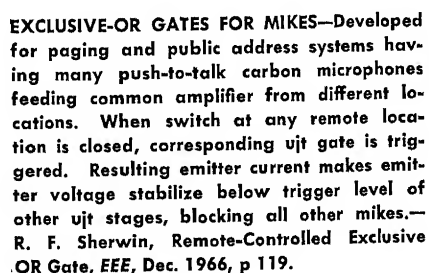 EXCLUSIVE-OR GATES FOR MIKES—Developed
for paging and public address systems hav-
ing many push-to-talk carbon microphones
feeding common amplifier from different lo-
cations. When switch at any remote loca-
tion is closed, corresponding ujt gate is trig-
gered. Resulting emitter current makes emit-
ter voltage stabilize below trigger level of
other ujt stages, blocking all other mikes.—
R. F. Sherwin, Remote-Controlled Exclusive
OR Gate, EEE, Dec. 1966, p 119.